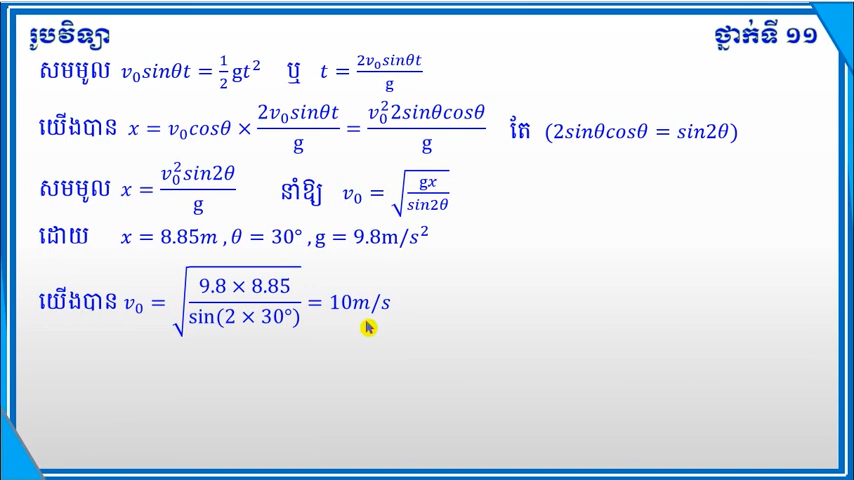 រូបវិទ្យា ថ្នាក់ទី ១១
សមមូល v₀sinθt = 1/2 gt² ឬ t = 2v₀sinθt/g
យើងបាន x = v₀cosθ × 2v₀sinθt/g = v₀²2sinθcosθ/g តែ (2sinθcosθ = sin2θ)
សមមូល x = v₀²sin2θ/g នាំឱ្យ v₀ = √(gx/sin2θ)
ដោយ x = 8.85m , θ = 30° , g = 9.8m/s²
យើងបាន v₀ = √(9.8 × 8.85/sin(2 × 30°)) = 10m/s